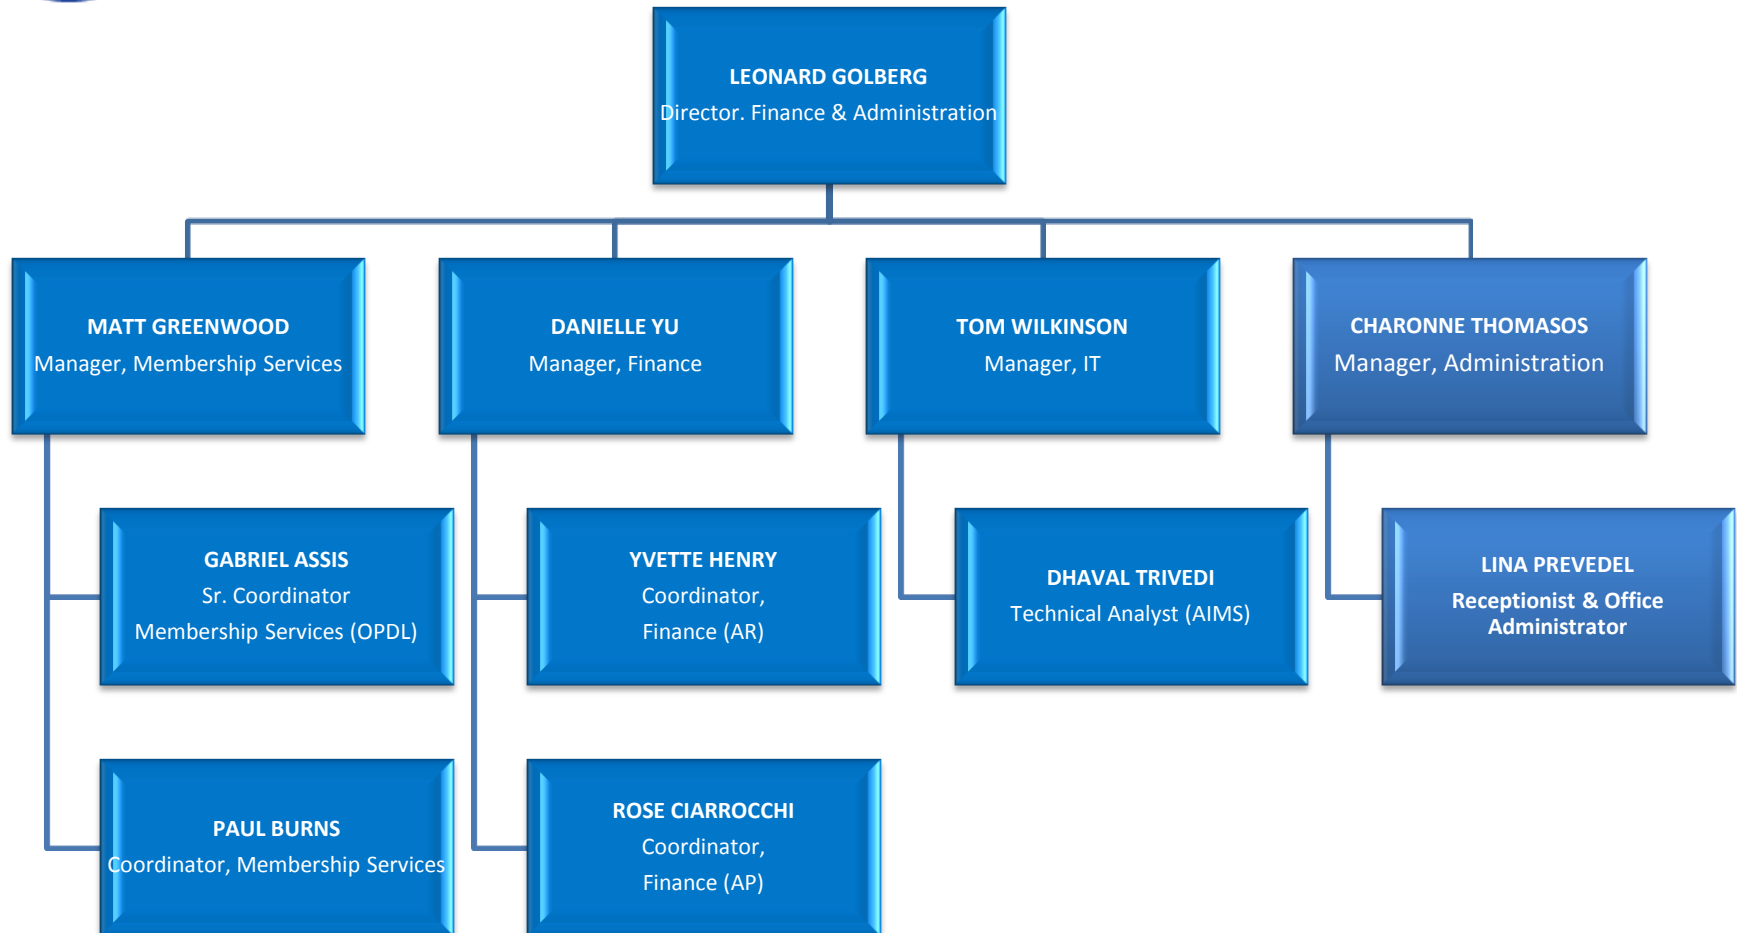 LEONARD GOLBERG
Director. Finance & Administration
MATT GREENWOOD
Manager, Membership Services
DANIELLE YU
Manager, Finance
TOM WILKINSON
Manager, IT
CHARONNE THOMASOS
Manager, Administration
GABRIEL ASSIS
Sr. Coordinator
Membership Services (OPDL)
YVETTE HENRY
Coordinator,
Finance (AR)
DHAVAL TRIVEDI
Technical Analyst (AIMS)
LINA PREVEDEL
Receptionist & Office
Administrator
PAUL BURNS
Coordinator, Membership Services
ROSE CIARROCCHI
Coordinator,
Finance (AP)